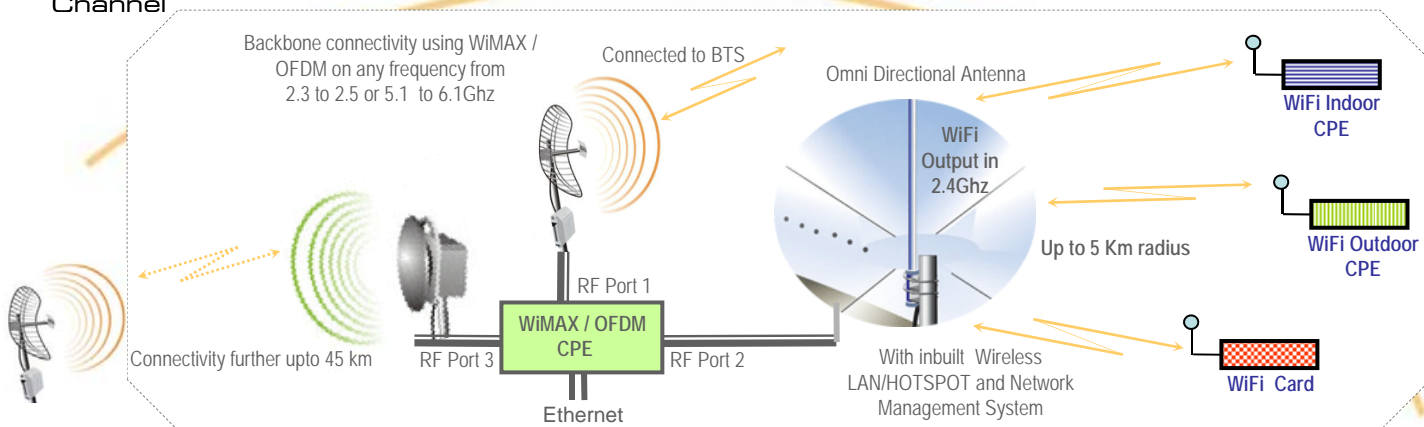 Channel
Backbone connectivity using WiMAX /
OFDM on any frequency from
2.3 to 2.5 or 5.1 to 6.1Ghz
Connected to BTS
Omni Directional Antenna
WiFi
Output in
2.4Ghz
WiFi Indoor
CPE
Up to 5 Km radius
WiFi Outdoor
CPE
RF Port 1
WiMAX / OFDM
CPE
RF Port 3
RF Port 2
Connectivity further upto 45 km
Ethernet
With inbuilt Wireless
LAN/HOTSPOT and Network
Management System
WiFi Card